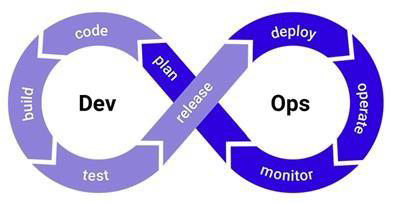 code
deploy
plan
build
Dev
release
Ops
operate
test
monitor